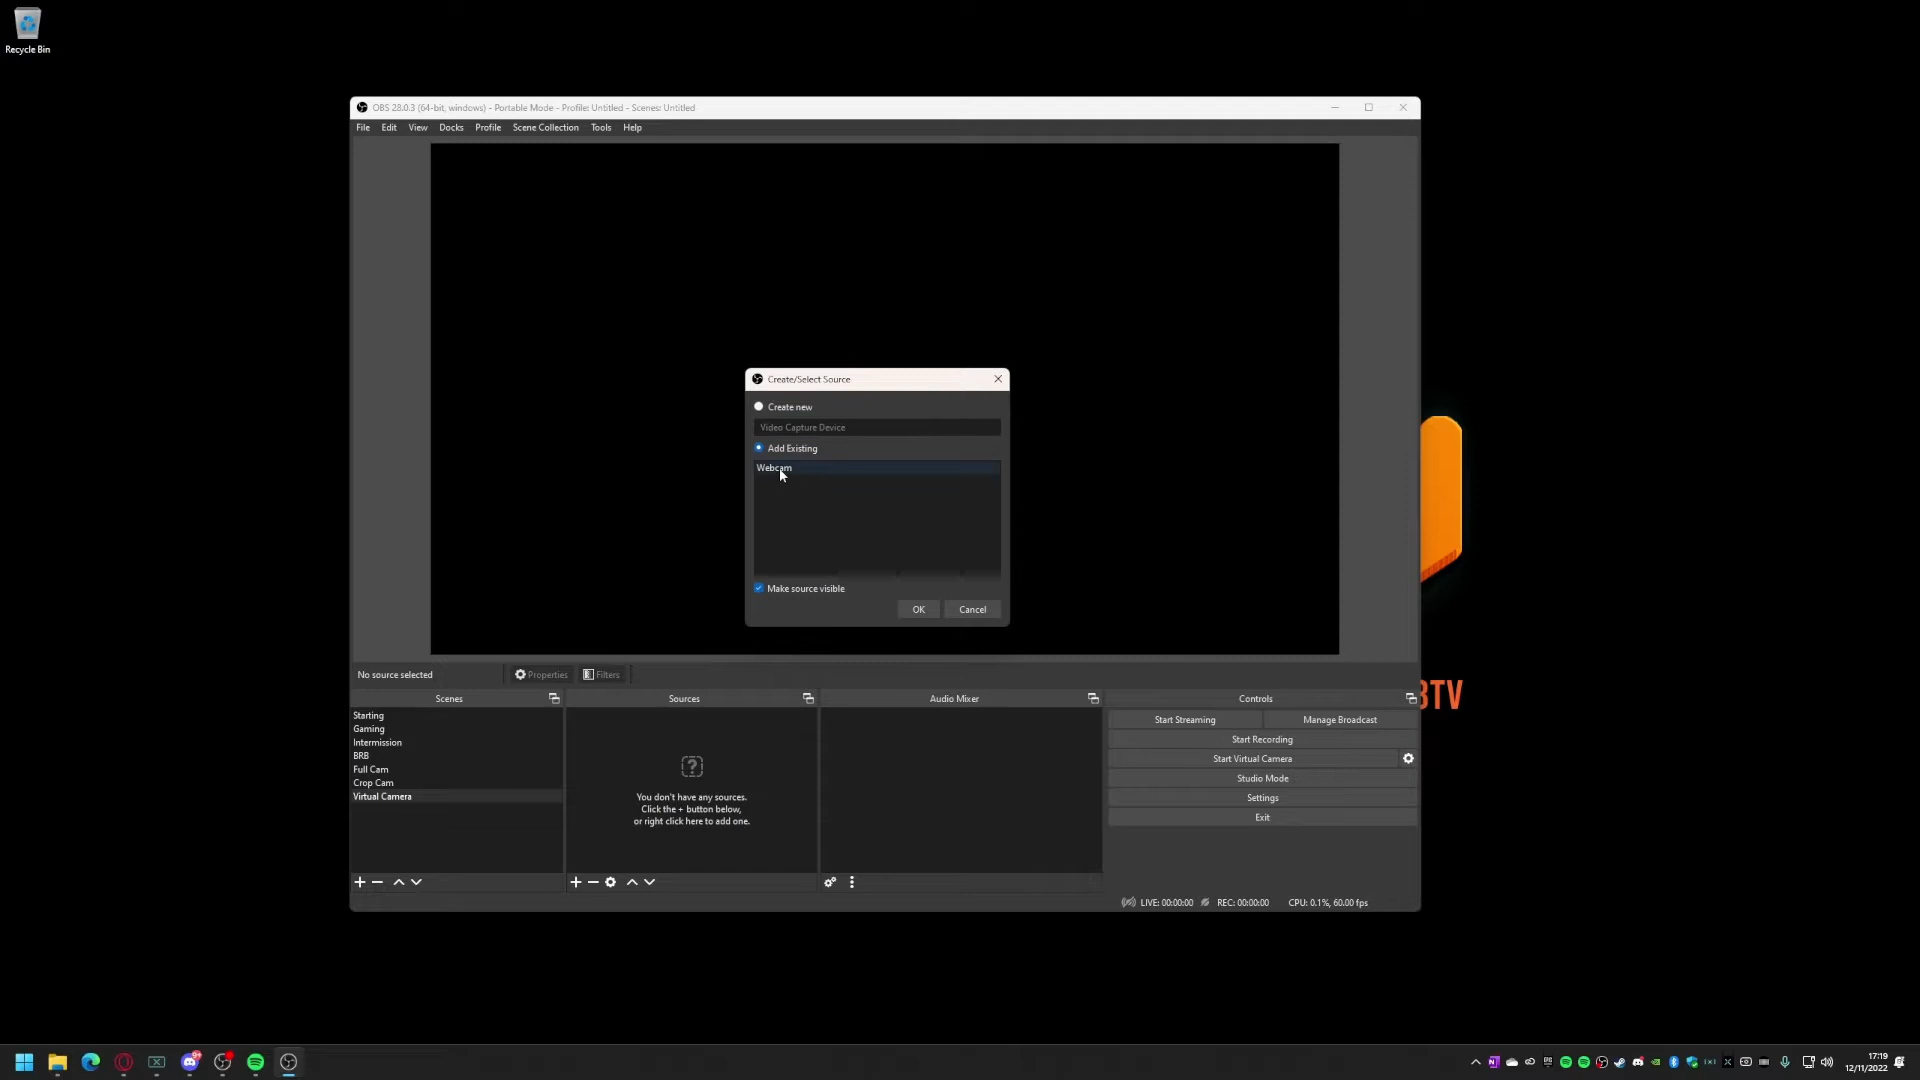 Recycle Bin
OBS 28.0.3 (64-bit, windows) - Portable Mode - Profile: Untitled - Scenes: Untitled
File Edit View Docks Profile Scene Collection Tools Help
Create/Select Source
Create new
Video Capture Device
Add Existing
Webcam
Make source visible
OK Cancel
BTV
No source selected Properties Filters
Scenes Sources Audio Mixer Controls
Starting
Gaming
Intermission
BRB
Full Cam
Crop Cam
Virtual Camera
You don't have any sources.
Click the + button below,
or right click here to add one.
Start Streaming Manage Broadcast
Start Recording
Start Virtual Camera
Studio Mode
Settings
Exit
LIVE: 00:00:00 REC: 00:00:00 CPU: 0.1%, 60.00 fps
17:19
12/11/2022